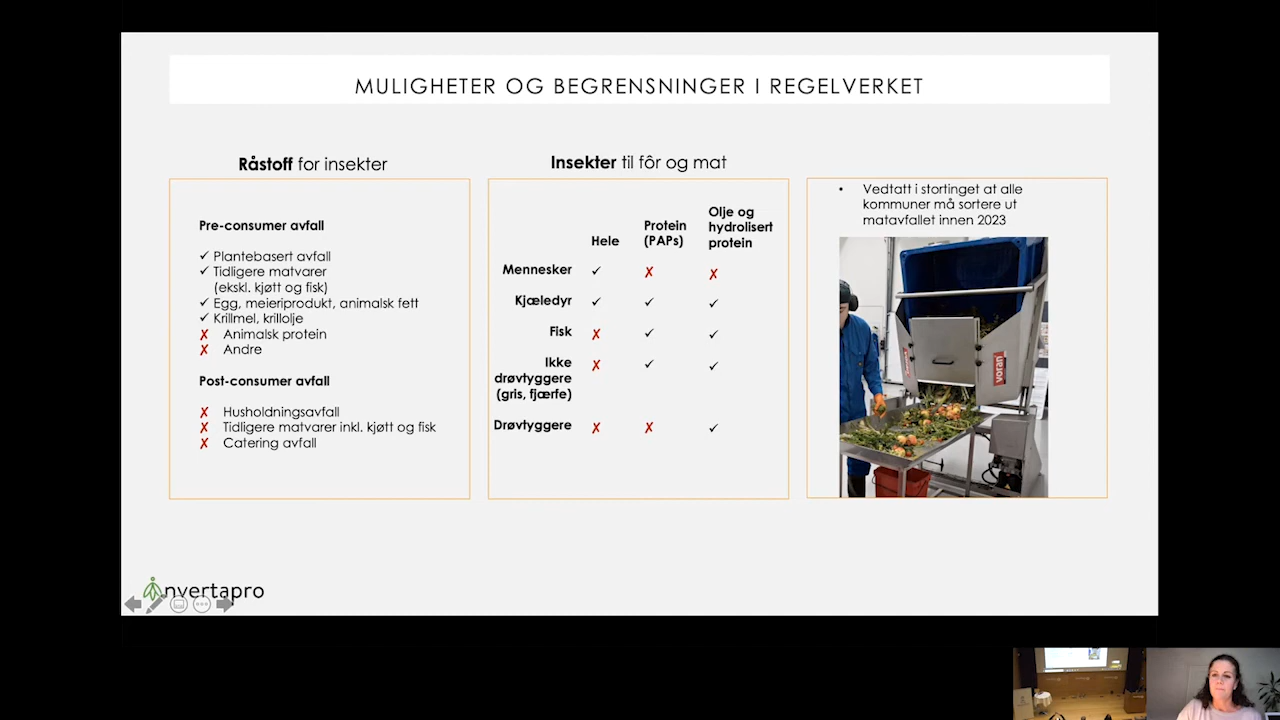 MULIGHETER OG BEGRENSNINGER I REGELVERKET
Råstoff for insekter
Pre-consumer avfall
✓ Plantebasert avfall
✓ Tidligere matvarer
(ekskl. kjøtt og fisk)
✓ Egg, meieriprodukt, animalsk fett
✓ Krillmel, krillolje
✗ Animalsk protein
✗ Andre
Post-consumer avfall
✗ Husholdningsavfall
✗ Tidligere matvarer inkl. kjøtt og fisk
✗ Catering avfall
Insekter til fôr og mat
Hele
Protein
(PAPs)
Olje og
hydrolisert
protein
Mennesker ✓ ✗ ✗
Kjæledyr ✓ ✓ ✓
Fisk ✗ ✓ ✓
Ikke ✗ ✓ ✓
drøvtyggere
(gris, fjærfe)
Drøvtyggere ✗ ✗ ✓
• Vedtatt i stortinget at alle
kommuner må sortere ut
matavfallet innen 2023
voran
nvertapro